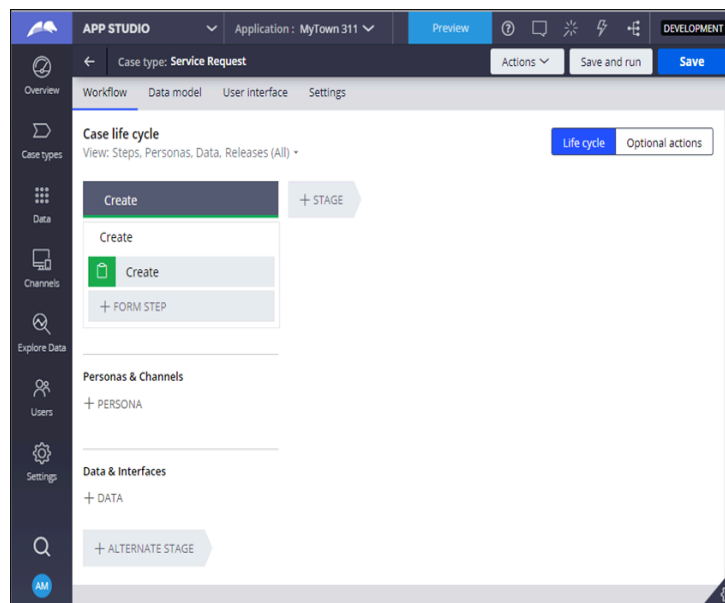 APP STUDIO
Application : MyTown 311
Preview
DEVELOPMENT
Case type: Service Request
Actions
Save and run
Save
Overview
Case types
Data
Channels
Explore Data
Users
Settings
AM
Workflow Data model User interface Settings
Case life cycle
View: Steps, Personas, Data, Releases (All)
Life cycle
Optional actions
Create
+ STAGE
Create
Create
+ FORM STEP
Personas & Channels
+ PERSONA
Data & Interfaces
+ DATA
+ ALTERNATE STAGE